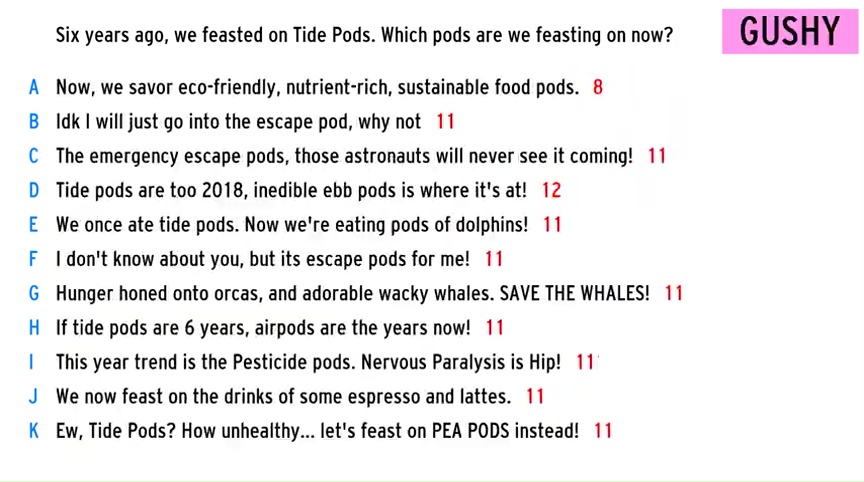 Six years ago, we feasted on Tide Pods. Which pods are we feasting on now?
GUSHY
A Now, we savor eco-friendly, nutrient-rich, sustainable food pods. 8
B Idk I will just go into the escape pod, why not 11
C The emergency escape pods, those astronauts will never see it coming! 11
D Tide pods are too 2018, inedible ebb pods is where it's at! 12
E We once ate tide pods. Now we're eating pods of dolphins! 11
F I don't know about you, but its escape pods for me! 11
G Hunger honed onto orcas, and adorable wacky whales. SAVE THE WHALES! 11
H If tide pods are 6 years, airpods are the years now! 11
I This year trend is the Pesticide pods. Nervous Paralysis is Hip! 11
J We now feast on the drinks of some espresso and lattes. 11
K Ew, Tide Pods? How unhealthy... let's feast on PEA PODS instead! 11